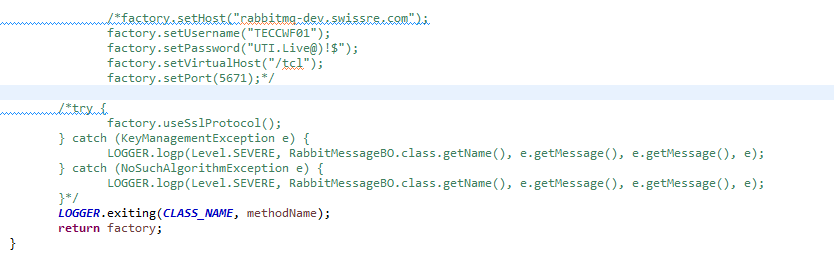 /*factory.setHost("rabbitmq-dev.swissre.com");
factory.setUsername("TECCWF01");
factory.setPassword("UTI.Live@)!$");
factory.setVirtualHost("/tcl");
factory.setPort(5671);*/
/*try {
factory.useSslProtocol();
} catch (KeyManagementException e) {
LOGGER.logp(Level.SEVERE, RabbitMessageBO.class.getName(), e.getMessage(), e.getMessage(), e);
} catch (NoSuchAlgorithmException e) {
LOGGER.logp(Level.SEVERE, RabbitMessageBO.class.getName(), e.getMessage(), e.getMessage(), e);
}*/
LOGGER.exiting(CLASS_NAME, methodName);
return factory;
}